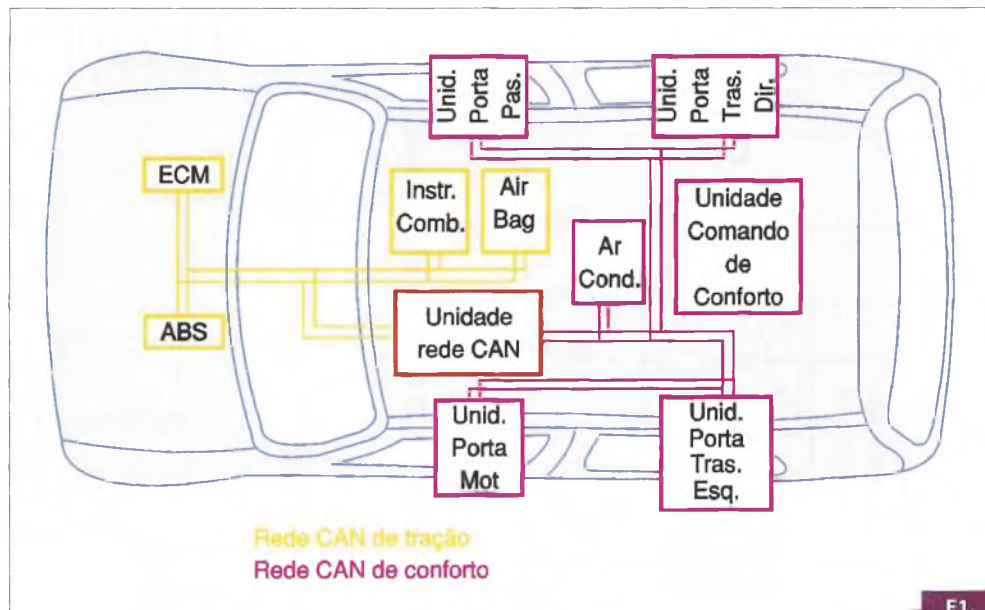 Unid.
Porta
Pas.
Unid.
Porta
Tras.
Dir.
ECM
Instr.
Comb.
Air
Bag
Ar
Cond.
Unidade
Comando
de
Conforto
ABS
Unidade
rede CAN
Unid.
Porta
Mot
Unid.
Porta
Tras.
Esq.
Rede CAN de tração
Rede CAN de conforto
F1.